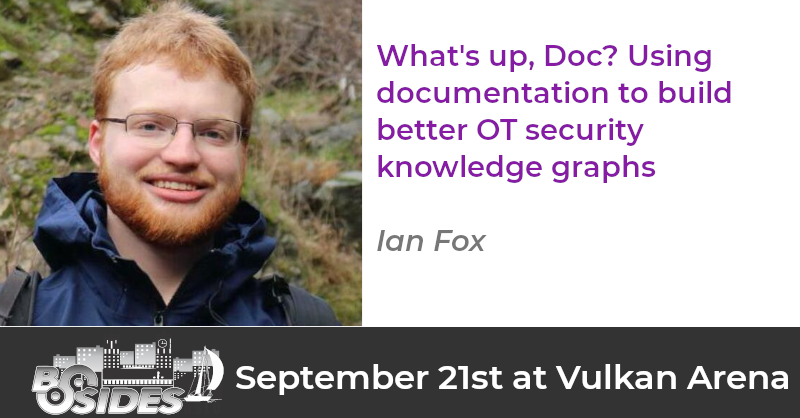 What's up, Doc? Using
documentation to build
better OT security
knowledge graphs
Ian Fox
BSIDES
September 21st at Vulkan Arena